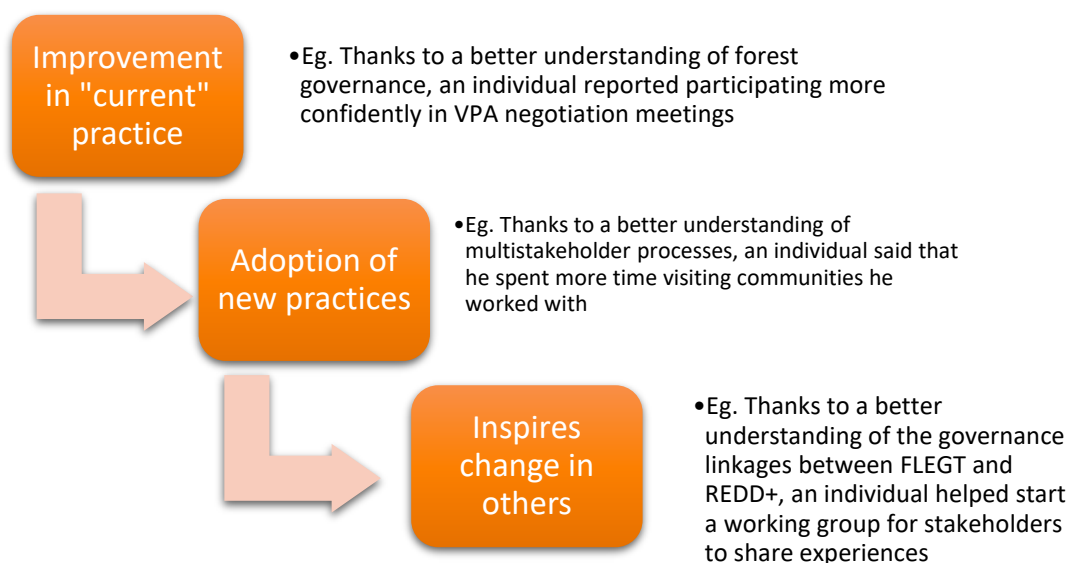 Improvement
in "current"
practice
•Eg. Thanks to a better understanding of forest
governance, an individual reported participating more
confidently in VPA negotiation meetings
Adoption of
new practices
•Eg. Thanks to a better understanding of
multistakeholder processes, an individual said that
he spent more time visiting communities he
worked with
Inspires
change in
others
•Eg. Thanks to a better
understanding of the governance
linkages between FLEGT and
REDD+, an individual helped start
a working group for stakeholders
to share experiences